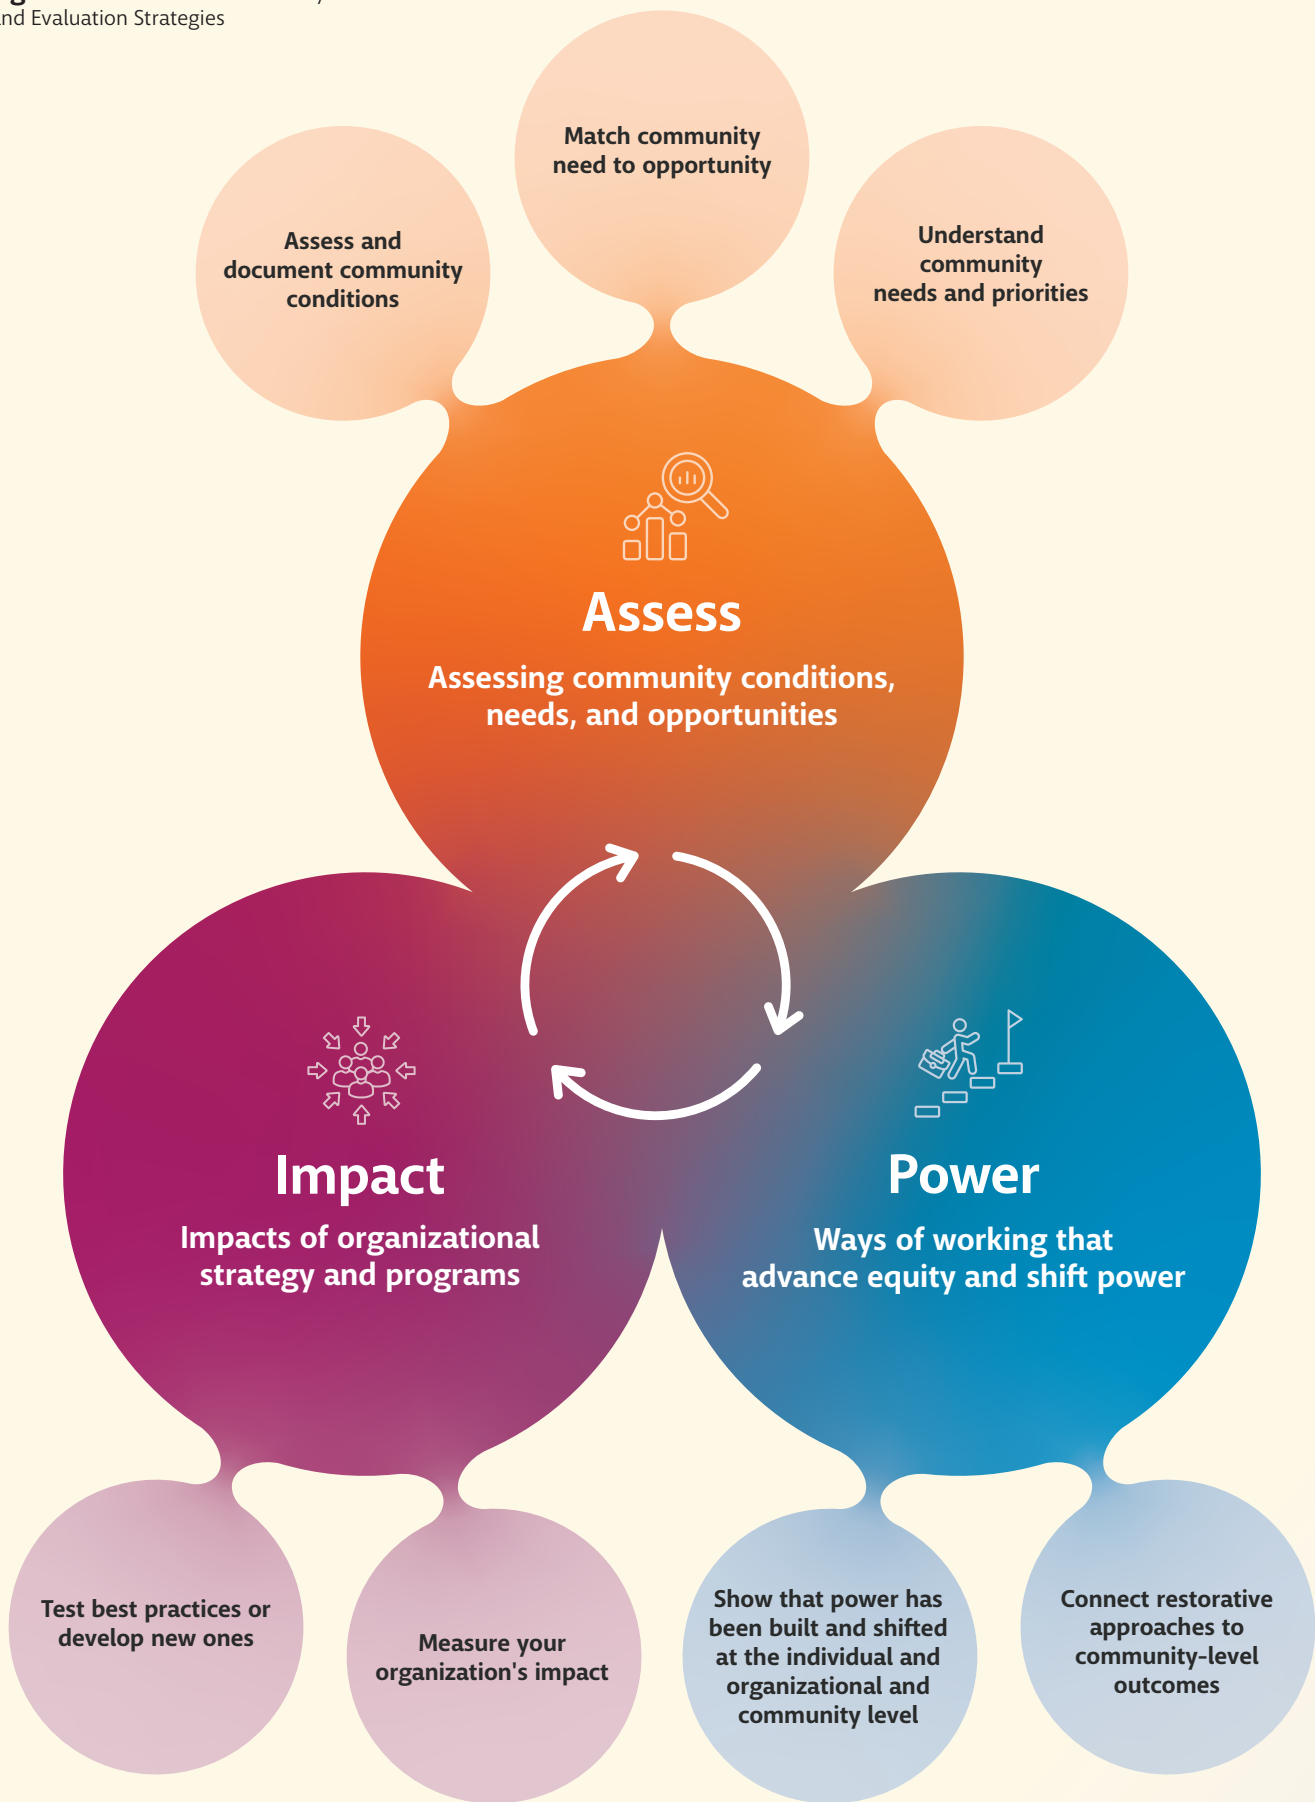 and Evaluation Strategies
Match community
need to opportunity
Assess and
document community
conditions
Understand
community
needs and priorities
Assess
Assessing community conditions,
needs, and opportunities
Impact
Impacts of organizational
strategy and programs
Power
Ways of working that
advance equity and shift power
Test best practices or
develop new ones
Measure your
organization's impact
Show that power has
been built and shifted
at the individual and
organizational and
community level
Connect restorative
approaches to
community-level
outcomes